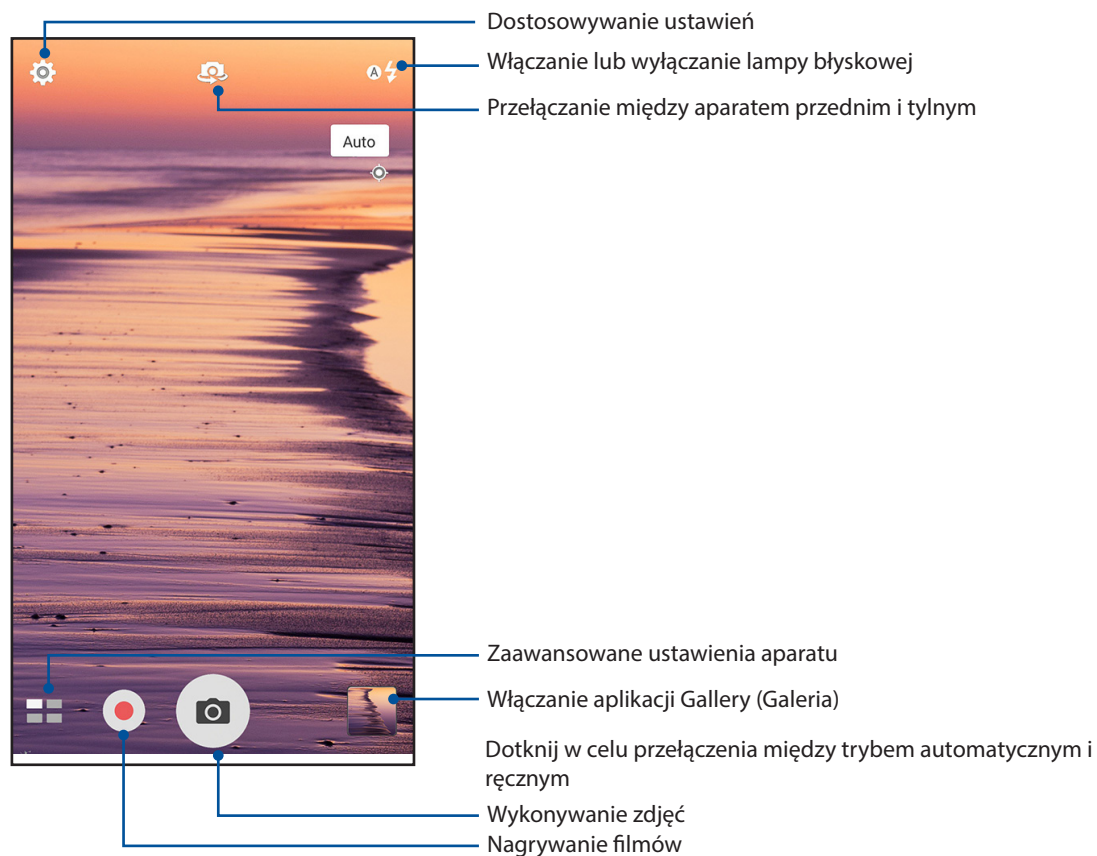 Dostosowywanie ustawień
Włączanie lub wyłączanie lampy błyskowej
A
Przełączanie między aparatem przednim i tylnym
Auto
Zaawansowane ustawienia aparatu
Włączanie aplikacji Gallery (Galeria)
Dotknij w celu przełączenia między trybem automatycznym i
ręcznym
Wykonywanie zdjęć
Nagrywanie filmów